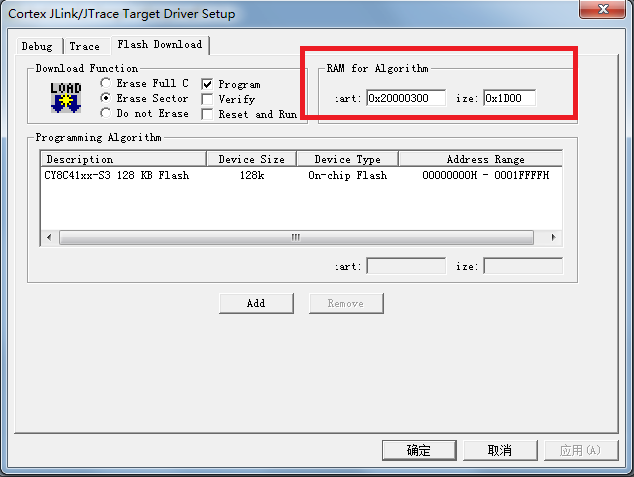 Cortex JLink/JTrace Target Driver Setup
Debug Trace Flash Download
Download Function
LOAD
Erase Full C
Erase Sector
Do not Erase
Program
Verify
Reset and Run
RAM for Algorithm
art: 0x20000300 ize: 0x1D00
Programming Algorithm
Description Device Size Device Type Address Range
CY8C41xx-S3 128 KB Flash 128k On-chip Flash 00000000H - 0001FFFFH
art: ize:
Add Remove
确定 取消 应用(A)